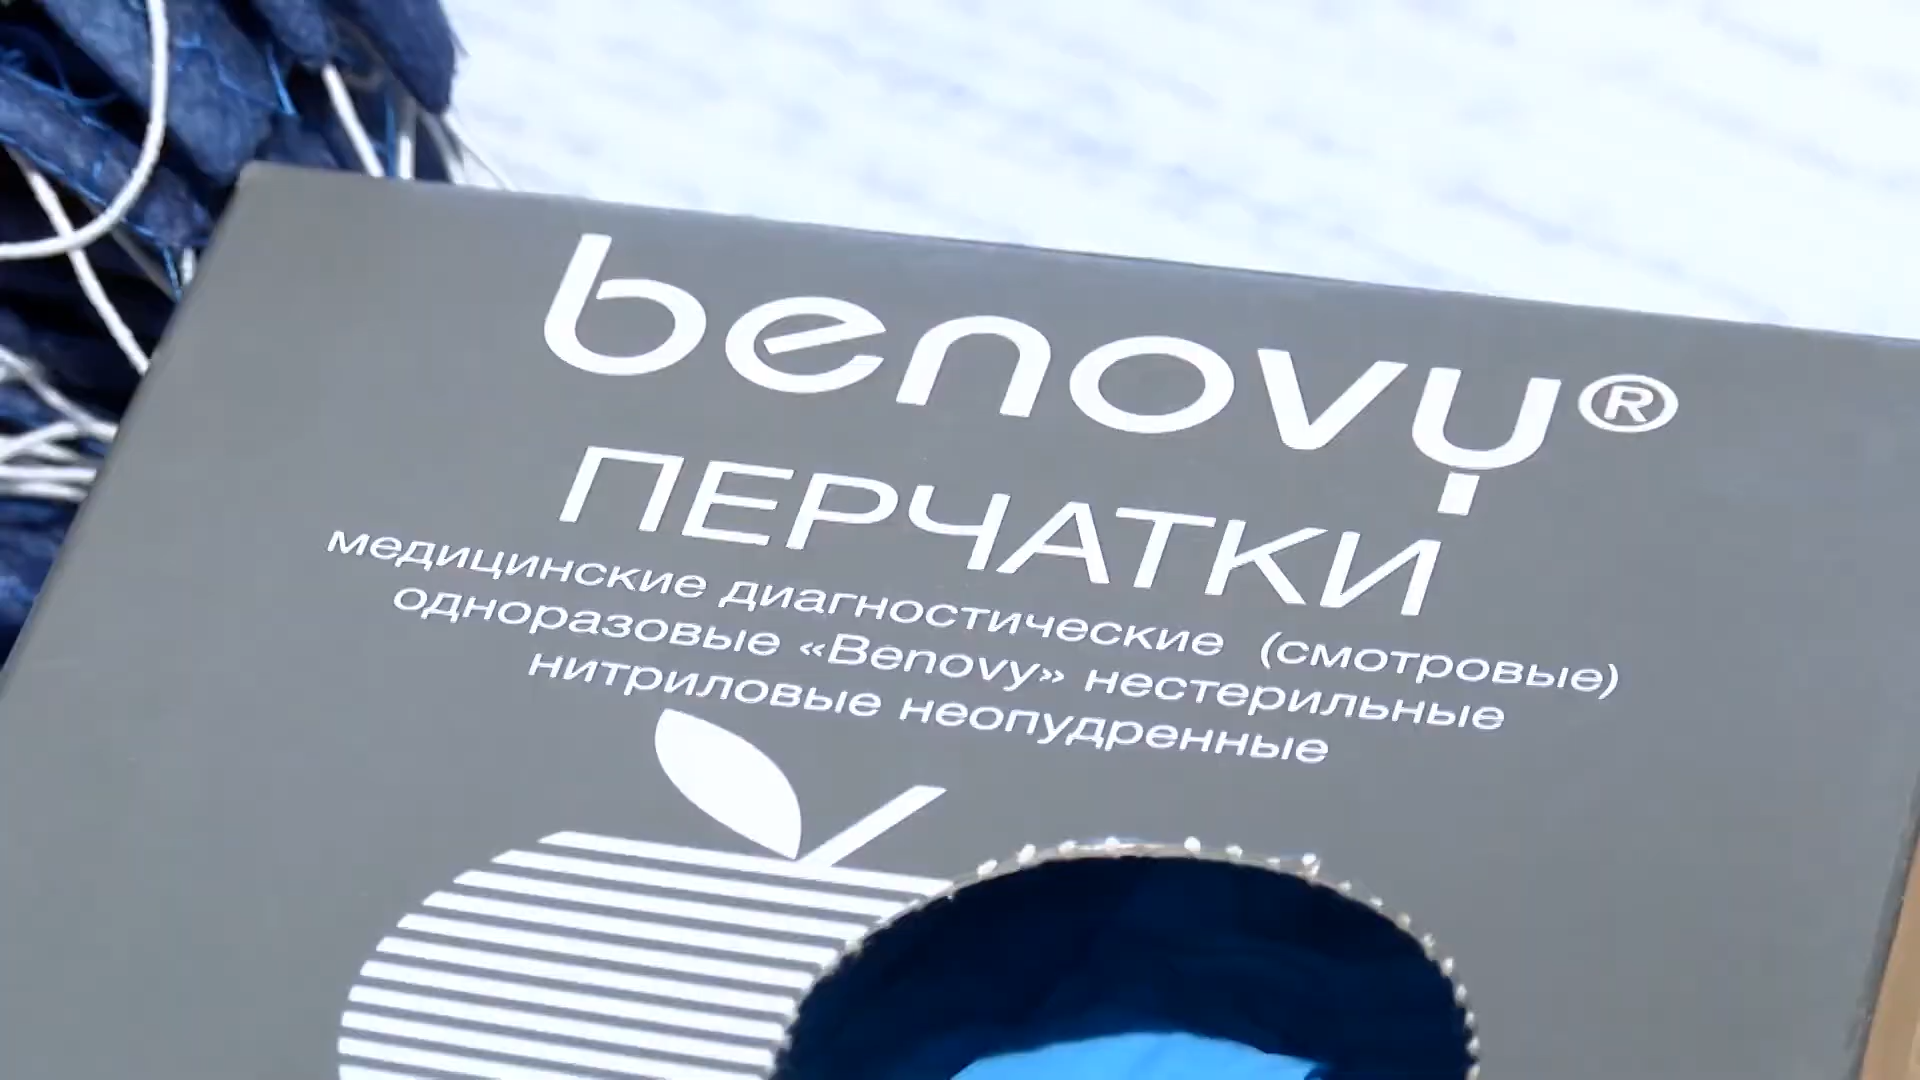 benovy®
ПЕРЧАТКИ
медицинские диагностические (смотровые)
одноразовые «Benovy» нестерильные
нитриловые неопудренные